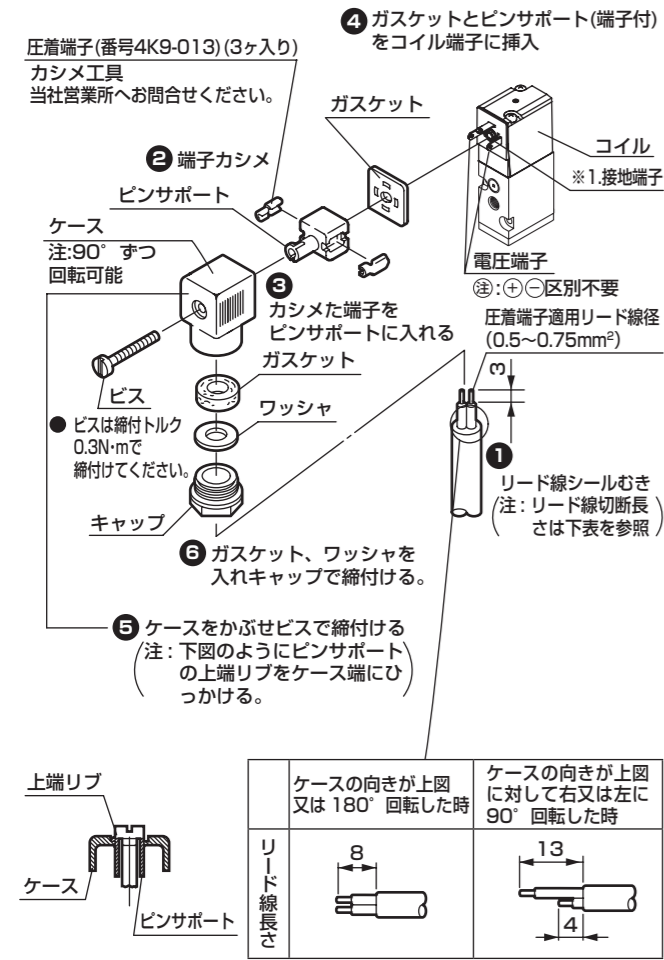 ❹ ガスケットとピンサポート(端子付)
をコイル端子に挿入
圧着端子(番号4K9-013)(3ヶ入り)
カシメ工具
当社営業所へお問合せください。
ガスケット
❷ 端子カシメ
コイル
※1.接地端子
ピンサポート
ケース
注:90°ずつ
回転可能
電圧端子
㊟:⊕⊖区別不要
❸
カシメた端子を
ピンサポートに入れる
圧着端子適用リード線径
(0.5〜0.75mm²)
ガスケット
3
ビス
ワッシャ
● ビスは締付トルク
0.3N·mで
締付けてください。
❶
リード線シールむき
(注:リード線切断長
さは下表を参照)
キャップ
❻ ガスケット、ワッシャを
入れキャップで締付ける。
❺ ケースをかぶせビスで締付ける
(注:下図のようにピンサポート
の上端リブをケース端にひ
っかける。)
上端リブ
ケース
ピンサポート
ケースの向きが上図
又は180°回転した時
ケースの向きが上図
に対して右又は左に
90°回転した時
リード線長さ
8
13
4